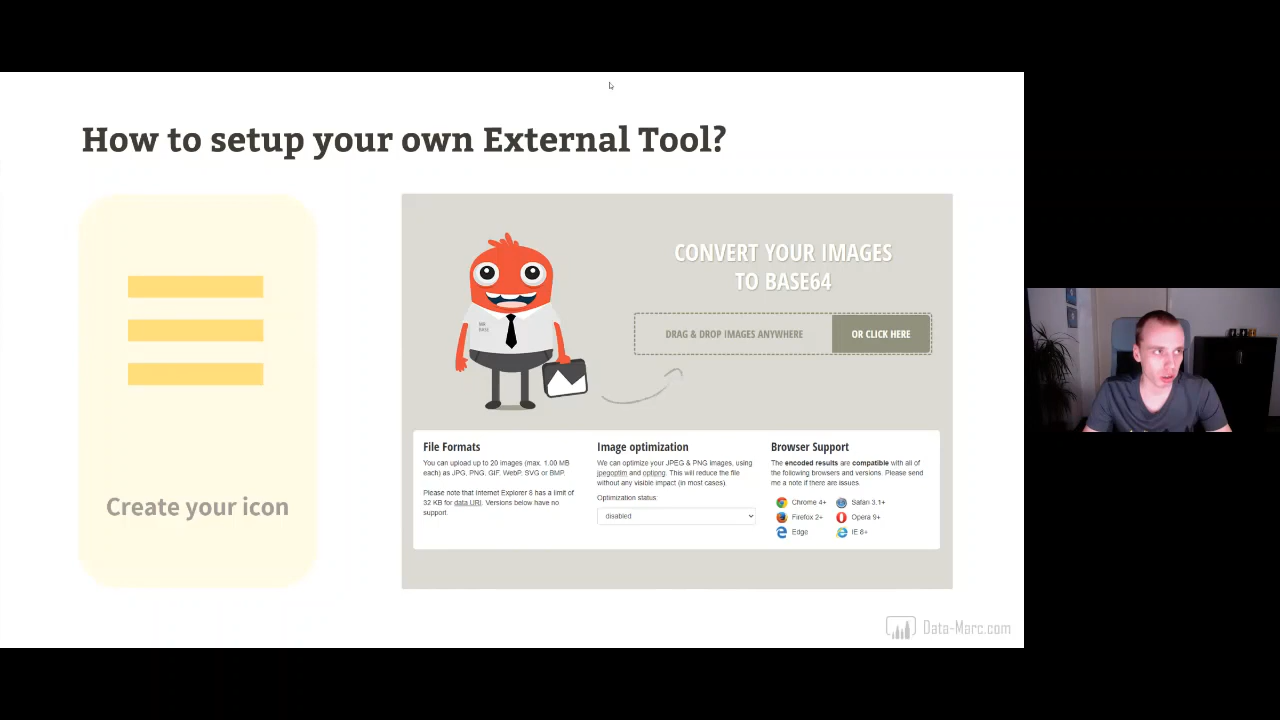 How to setup your own External Tool?
Create your icon
CONVERT YOUR IMAGES
TO BASE64
DRAG & DROP IMAGES ANYWHERE
OR CLICK HERE
File Formats
You can upload up to 20 images (max. 1.00 MB
each) as JPG, PNG, GIF, WebP, SVG or BMP.
Please note that Internet Explorer 8 has a limit of
32 KB for data URI. Versions below have no
support.
Image optimization
We can optimize your JPEG & PNG images, using
jpegoptim and optipng. This will reduce the file
without any visible impact (in most cases).
Optimization status:
disabled
Browser Support
The encoded results are compatible with all of
the following browsers and versions. Please send
me a note if there are issues.
Chrome 4+
Safari 3.1+
Firefox 2+
Opera 9+
Edge
IE 8+
Data-Marc.com